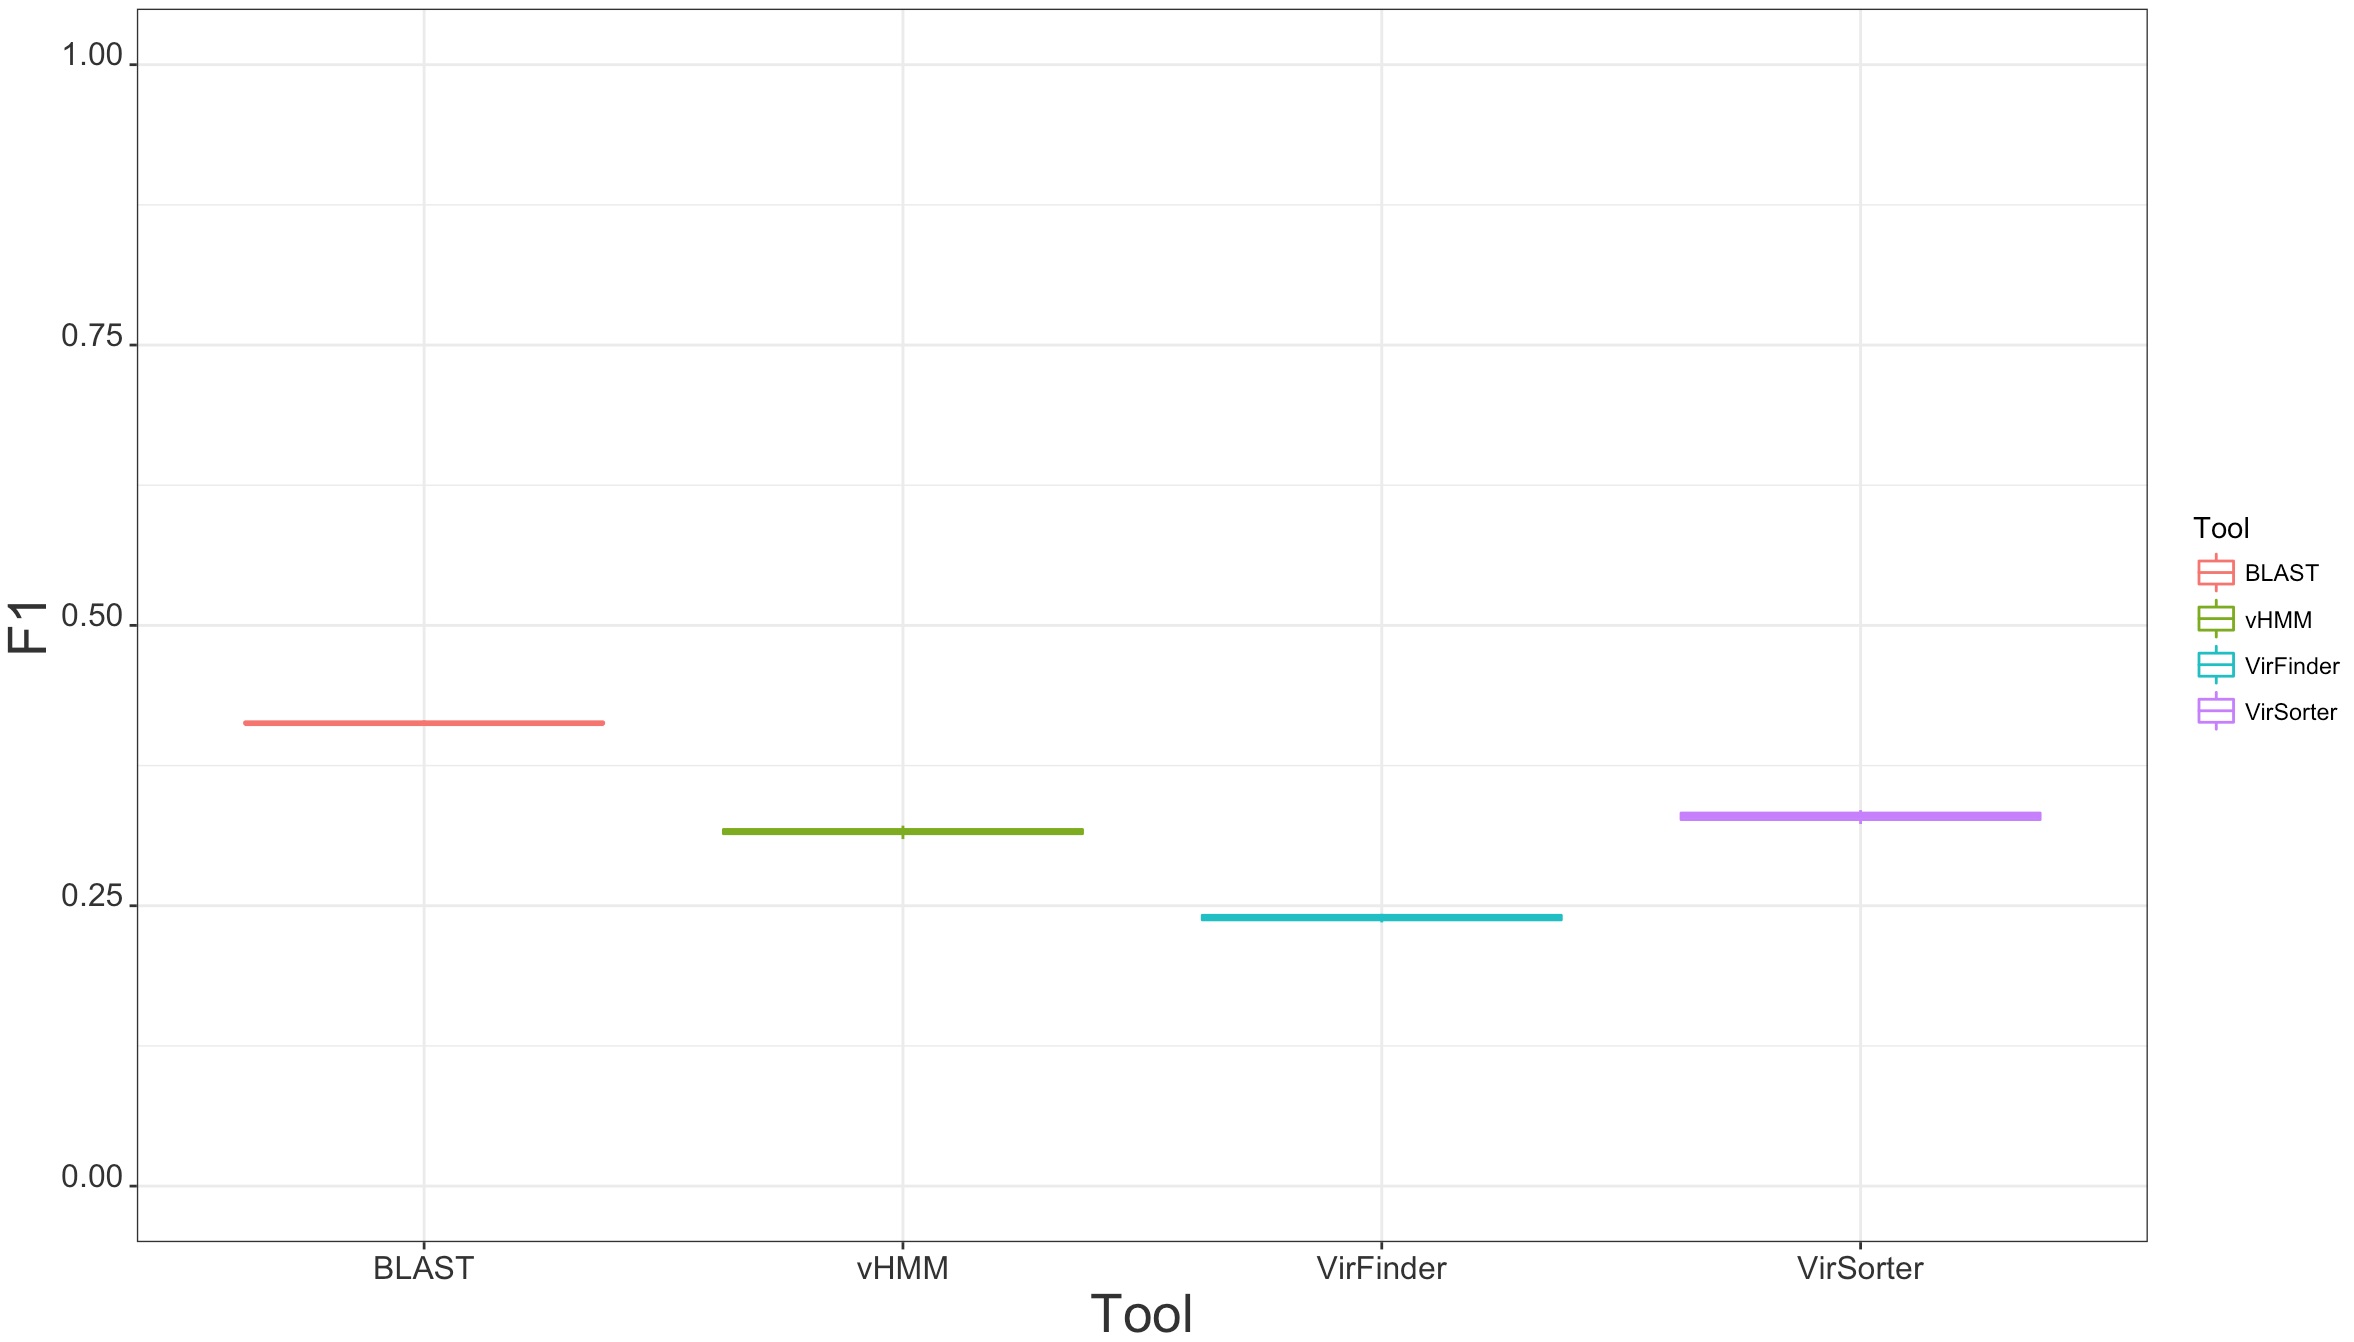 F1
1.00
0.75
0.50
0.25
0.00
BLAST
vHMM
VirFinder
VirSorter
Tool
Tool
BLAST
vHMM
VirFinder
VirSorter